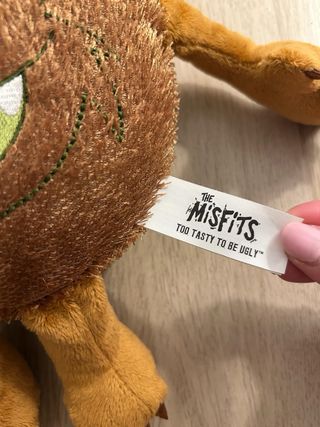 THE
MISFITS
TOO TASTY TO BE UGLY™